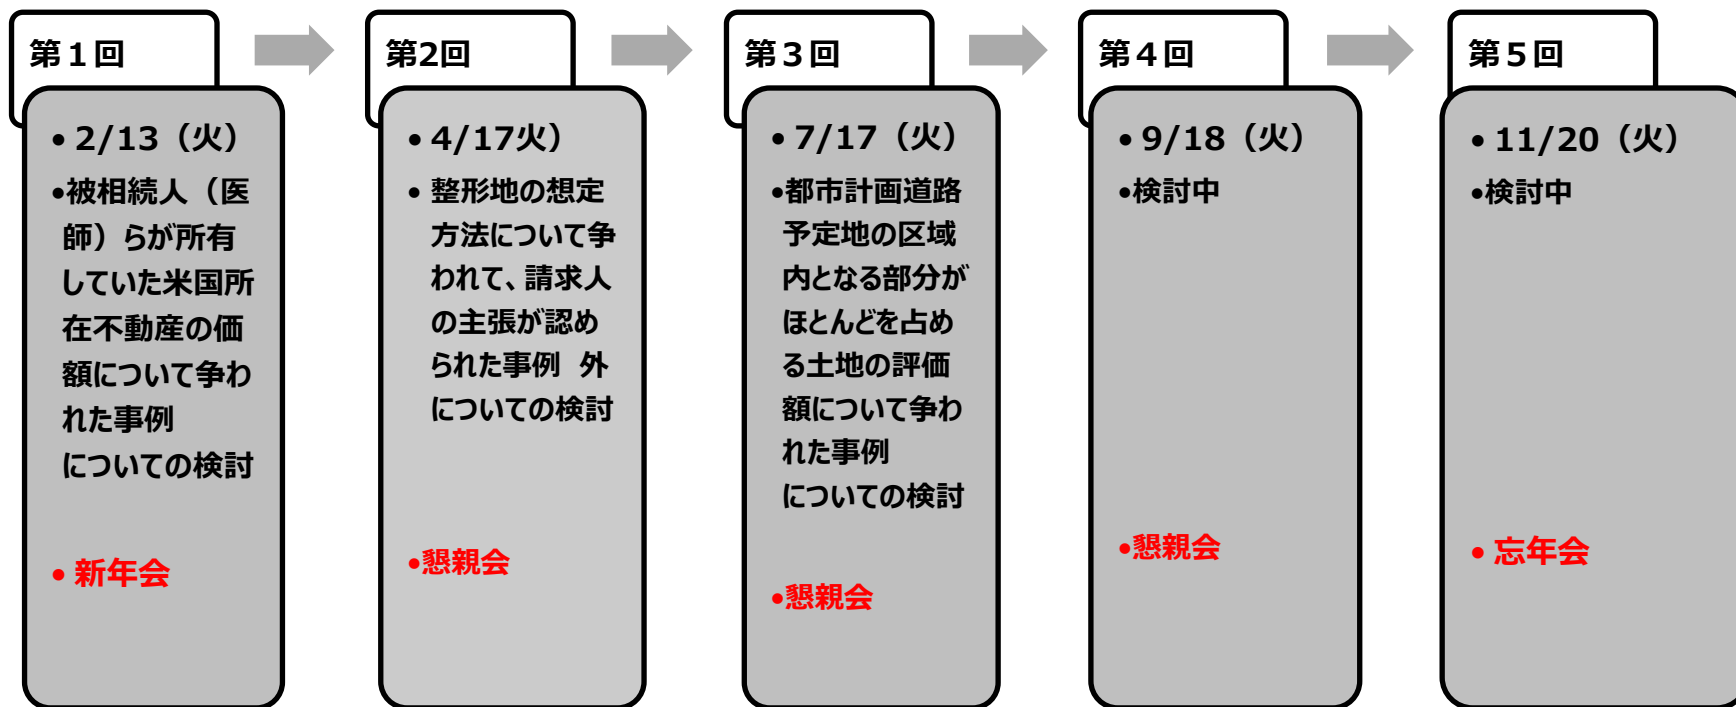 第１回
• 2/13（火）
•被相続人（医
師）らが所有
していた米国所
在不動産の価
額について争わ
れた事例
についての検討
• 新年会
第2回
• 4/17火）
• 整形地の想定
方法について争
われて、請求人
の主張が認め
られた事例　外
についての検討
•懇親会
第３回
• 7/17（火）
•都市計画道路
予定地の区域
内となる部分が
ほとんどを占め
る土地の評価
額について争わ
れた事例
についての検討
•懇親会
第４回
• 9/18（火）
•検討中
•懇親会
第５回
• 11/20（火）
•検討中
• 忘年会